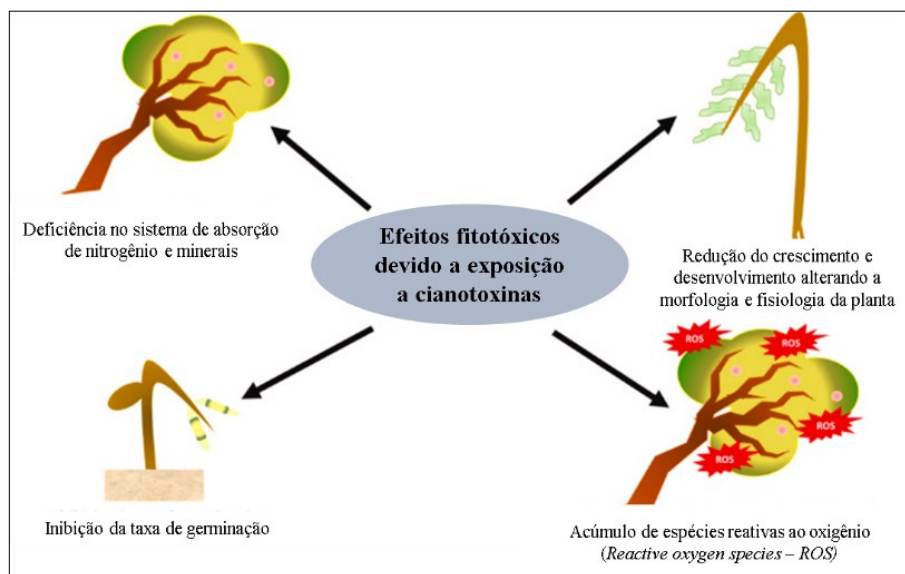 Deficiência no sistema de absorção
de nitrogênio e minerais
Efeitos fitotóxicos
devido a exposição
a cianotoxinas
Redução do crescimento e
desenvolvimento alterando a
morfologia e fisiologia da planta
Inibição da taxa de germinação
ROS
ROS
ROS
ROS
Acúmulo de espécies reativas ao oxigênio
(Reactive oxygen species – ROS)